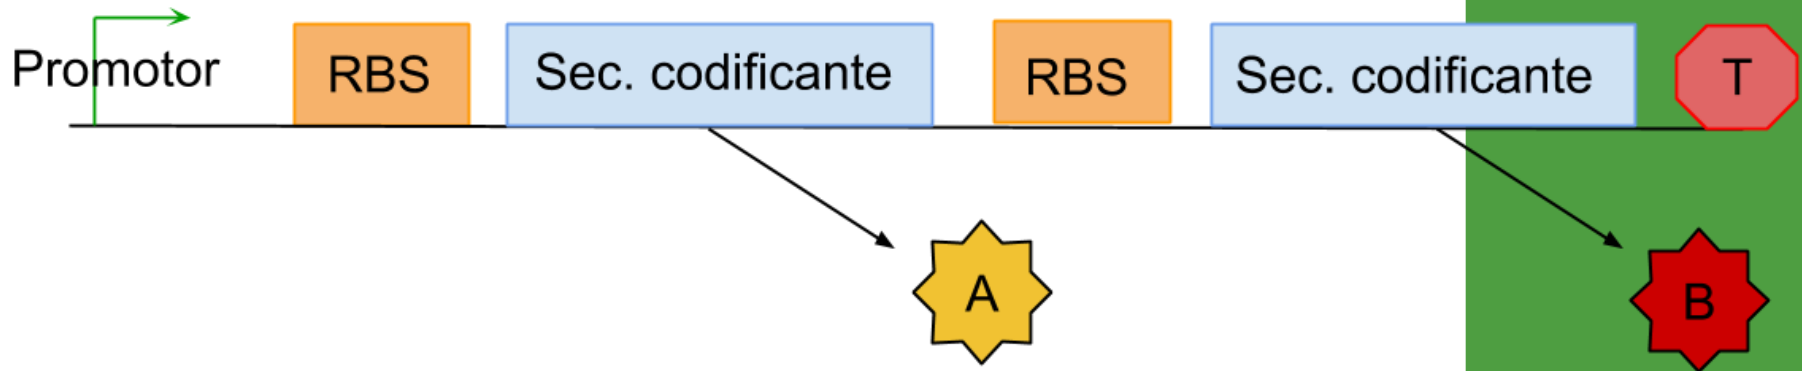 Promotor
RBS
Sec. codificante
RBS
Sec. codificante
T
A
B